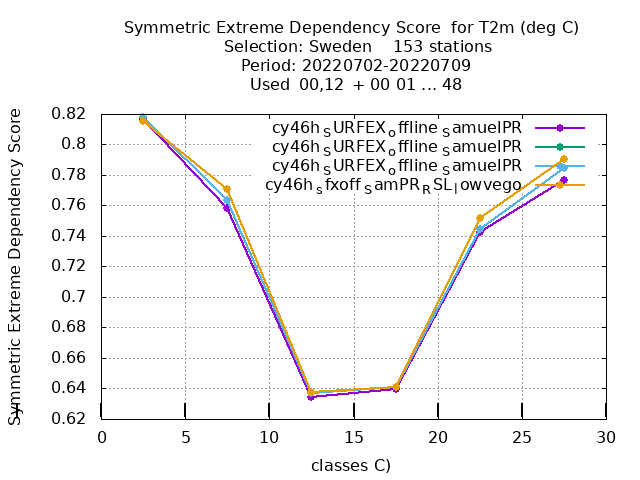 Symmetric Extreme Dependency Score  for T2m (deg C)
Selection: Sweden    153 stations
Period: 20220702-20220709
Used  00,12  + 00 01 ... 48
Symmetric Extreme Dependency Score
y
0.82
0.8
0.78
0.76
0.74
0.72
0.7
0.68
0.66
0.64
0.62
cy46h_SURFEX_offline_SamuelPR
cy46h_SURFEX_offline_SamuelPR
cy46h_SURFEX_offline_SamuelPR
cy46h_sfxoff_SamPR_RSL_lowvego
0 5 10 15 20 25 30
classes C)